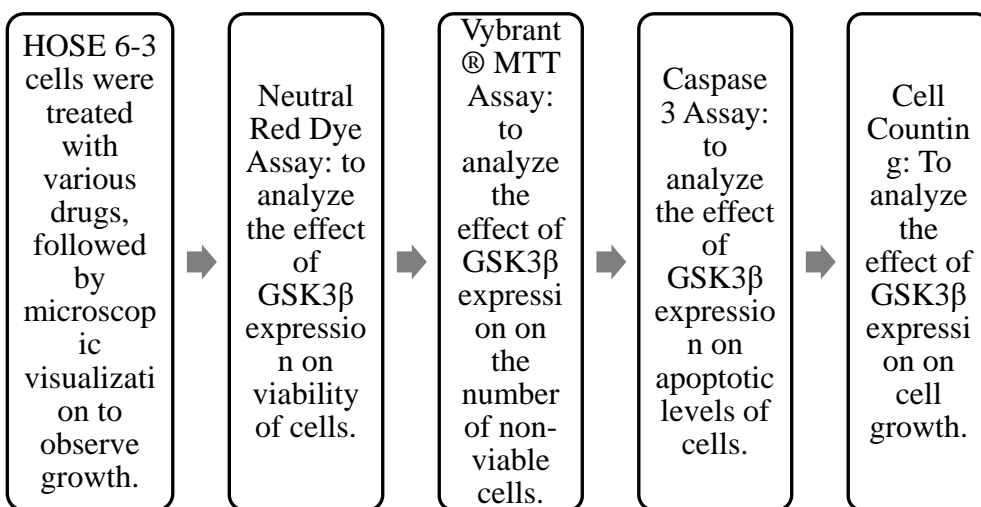 HOSE 6-3
cells were
treated
with
various
drugs,
followed
by
microscop
ic
visualizati
on to
observe
growth.
Neutral
Red Dye
Assay: to
analyze
the effect
of
GSK3β
expressio
n on
viability
of cells.
Vybrant
® MTT
Assay:
to
analyze
the
effect of
GSK3β
expressi
on on
the
number
of non-
viable
cells.
Caspase
3 Assay:
to
analyze
the effect
of
GSK3β
expressio
n on
apoptotic
levels of
cells.
Cell
Countin
g: To
analyze
the
effect of
GSK3β
expressi
on on
cell
growth.